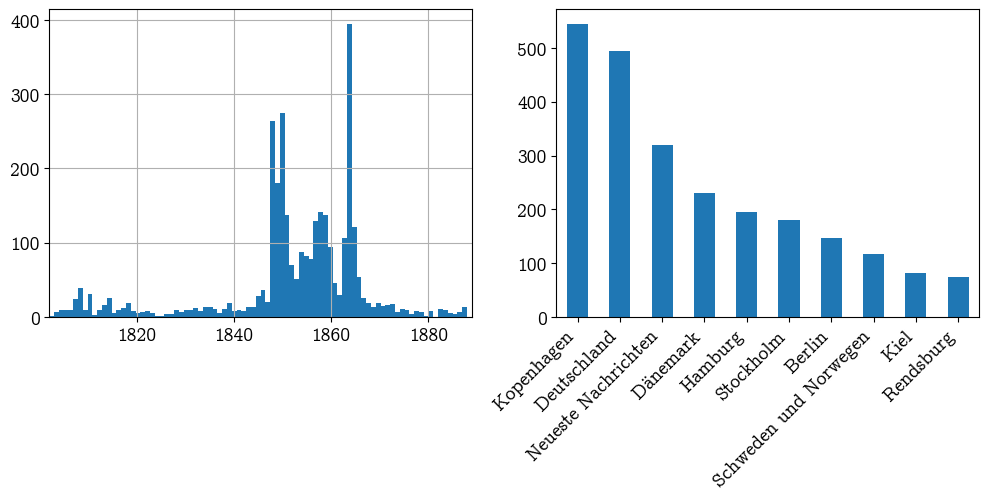 400
300
200
100
0
1820 1840 1860 1880
500
400
300
200
100
0
Kopenhagen
Deutschland
Neueste Nachrichten
Dänemark
Hamburg
Stockholm
Berlin
Schweden und Norwegen
Kiel
Rendsburg